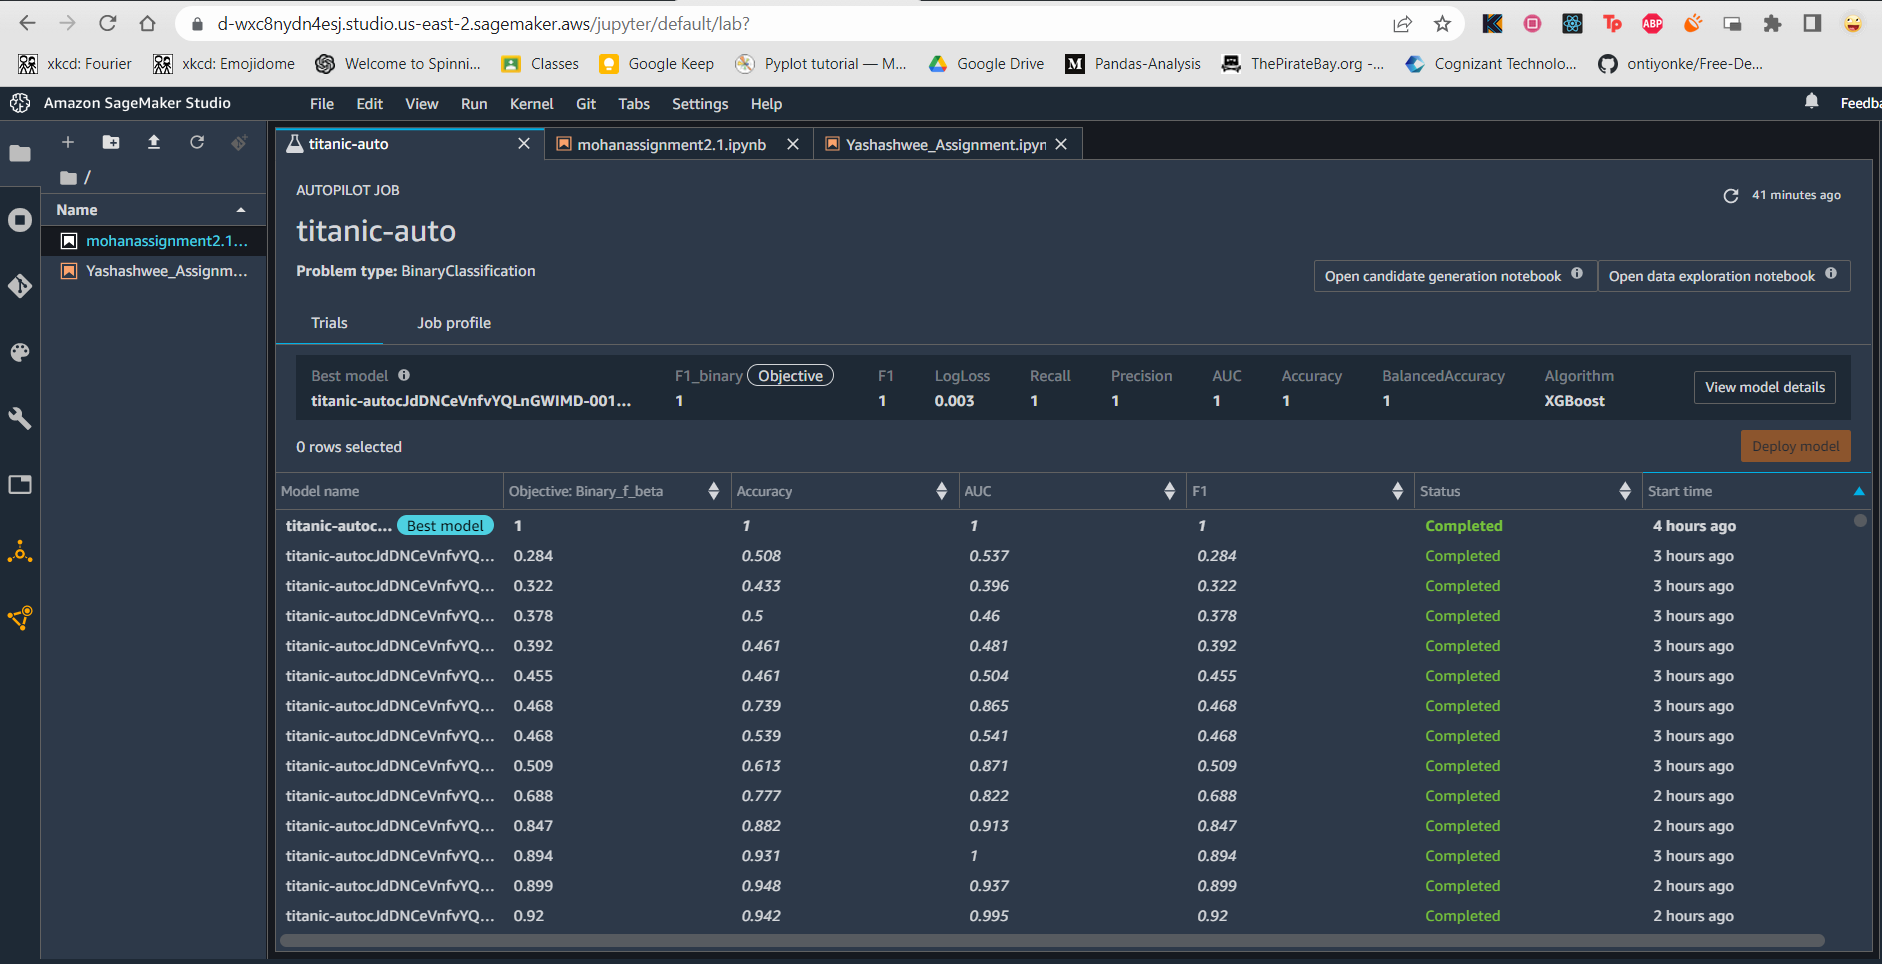 d-wxc8nydn4esj.studio.us-east-2.sagemaker.aws/jupyter/default/lab?
xkcd: Fourier xkcd: Emojidome Welcome to Spinni... Classes Google Keep Pyplot tutorial — M... Google Drive M Pandas-Analysis ThePirateBay.org -... Cognizant Technolo... ontiyonke/Free-De...
Amazon SageMaker Studio File Edit View Run Kernel Git Tabs Settings Help Feedba
titanic-auto mohanassignment2.1.ipynb Yashashwee_Assignment.ipyn
/
Name
mohanassignment2.1...
Yashashwee_Assignm...
AUTOPILOT JOB
41 minutes ago
titanic-auto
Problem type: BinaryClassification
Open candidate generation notebook Open data exploration notebook
Trials Job profile
Best model F1_binary Objective F1 LogLoss Recall Precision AUC Accuracy BalancedAccuracy Algorithm
View model details
titanic-autocJdDNCeVnfvYQLnGWIMD-001... 1 1 0.003 1 1 1 1 1 XGBoost
0 rows selected
Deploy model
Model name Objective: Binary_f_beta Accuracy AUC F1 Status Start time
titanic-autoc... Best model 1 1 1 1 Completed 4 hours ago
titanic-autocJdDNCeVnfvYQ... 0.284 0.508 0.537 0.284 Completed 3 hours ago
titanic-autocJdDNCeVnfvYQ... 0.322 0.433 0.396 0.322 Completed 3 hours ago
titanic-autocJdDNCeVnfvYQ... 0.378 0.5 0.46 0.378 Completed 3 hours ago
titanic-autocJdDNCeVnfvYQ... 0.392 0.461 0.481 0.392 Completed 3 hours ago
titanic-autocJdDNCeVnfvYQ... 0.455 0.461 0.504 0.455 Completed 3 hours ago
titanic-autocJdDNCeVnfvYQ... 0.468 0.739 0.865 0.468 Completed 3 hours ago
titanic-autocJdDNCeVnfvYQ... 0.468 0.539 0.541 0.468 Completed 3 hours ago
titanic-autocJdDNCeVnfvYQ... 0.509 0.613 0.871 0.509 Completed 3 hours ago
titanic-autocJdDNCeVnfvYQ... 0.688 0.777 0.822 0.688 Completed 2 hours ago
titanic-autocJdDNCeVnfvYQ... 0.847 0.882 0.913 0.847 Completed 2 hours ago
titanic-autocJdDNCeVnfvYQ... 0.894 0.931 1 0.894 Completed 3 hours ago
titanic-autocJdDNCeVnfvYQ... 0.899 0.948 0.937 0.899 Completed 2 hours ago
titanic-autocJdDNCeVnfvYQ... 0.92 0.942 0.995 0.92 Completed 2 hours ago